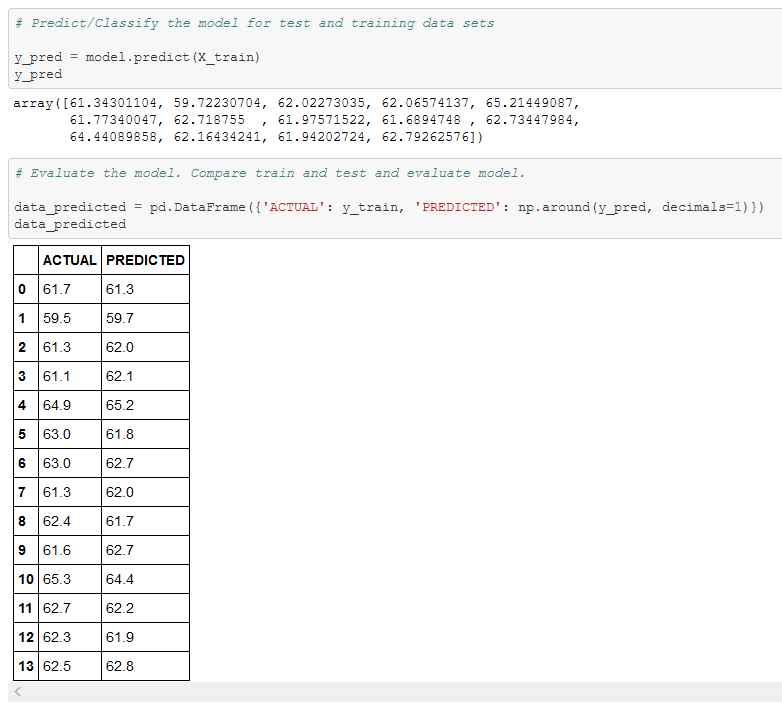 # Predict/Classify the model for test and training data sets
y_pred = model.predict(X_train)
y_pred
array([61.34301104, 59.72230704, 62.02273035, 62.06574137, 65.21449087,
61.77340047, 62.718755  , 61.97571522, 61.6894748 , 62.73447984,
64.44089858, 62.16434241, 61.94202724, 62.79262576])
# Evaluate the model. Compare train and test and evaluate model.
data_predicted = pd.DataFrame({'ACTUAL': y_train, 'PREDICTED': np.around(y_pred, decimals=1)})
data_predicted
ACTUAL PREDICTED
0 61.7 61.3
1 59.5 59.7
2 61.3 62.0
3 61.1 62.1
4 64.9 65.2
5 63.0 61.8
6 63.0 62.7
7 61.3 62.0
8 62.4 61.7
9 61.6 62.7
10 65.3 64.4
11 62.7 62.2
12 62.3 61.9
13 62.5 62.8